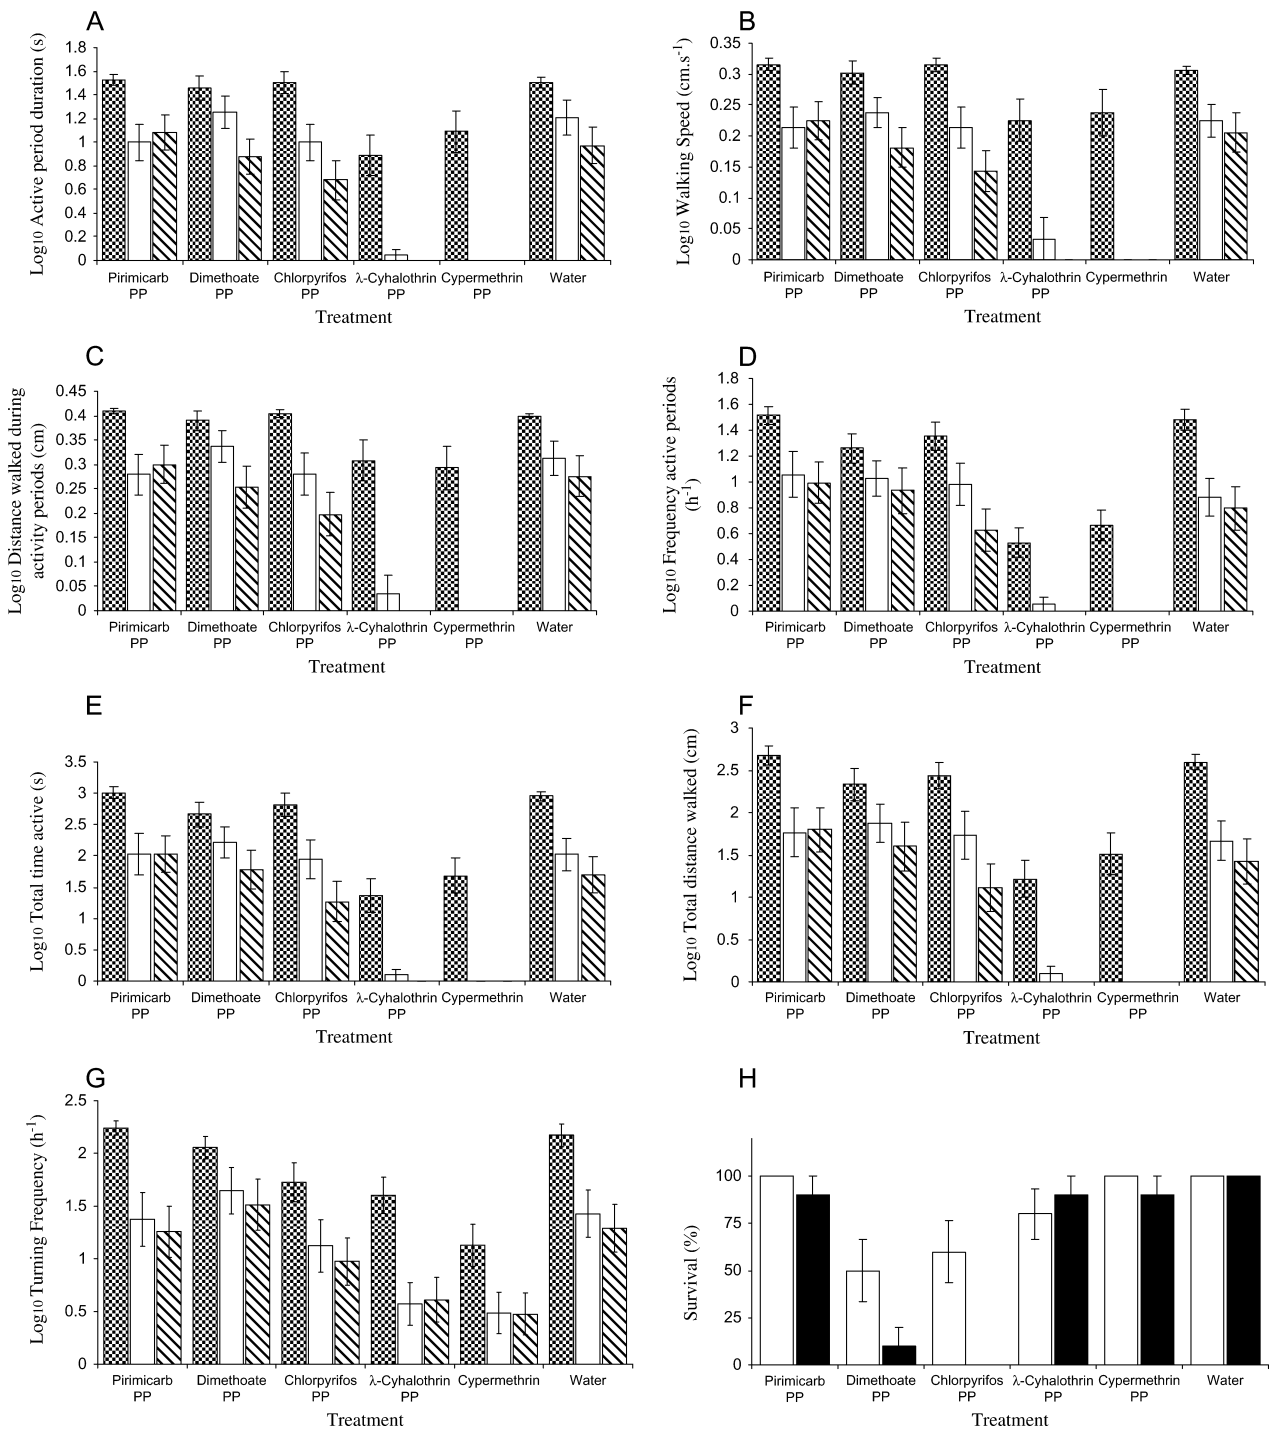 A
Log10 Active period duration (s)
1.8
1.6
1.4
1.2
1
0.8
0.6
0.4
0.2
0
Pirimicarb Dimethoate Chlorpyrifos λ-Cyhalothrin Cypermethrin Water
PP PP PP PP PP
Treatment
B
Log10 Walking Speed (cm.s-1)
0.35
0.3
0.25
0.2
0.15
0.1
0.05
0
Pirimicarb Dimethoate Chlorpyrifos λ-Cyhalothrin Cypermethrin Water
PP PP PP PP
Treatment
C
Log10 Distance walked during
activity periods (cm)
0.45
0.4
0.35
0.3
0.25
0.2
0.15
0.1
0.05
0
Pirimicarb Dimethoate Chlorpyrifos λ-Cyhalothrin Cypermethrin Water
PP PP PP PP PP
Treatment
D
Log10 Frequency active periods
(h-1)
1.8
1.6
1.4
1.2
1
0.8
0.6
0.4
0.2
0
Pirimicarb Dimethoate Chlorpyrifos λ-Cyhalothrin Cypermethrin Water
PP PP PP PP PP
Treatment
E
Log10 Total time active (s)
3.5
3
2.5
2
1.5
1
0.5
0
Pirimicarb Dimethoate Chlorpyrifos λ-Cyhalothrin Cypermethrin Water
PP PP PP PP
Treatment
F
Log10 Total distance walked (cm)
3
2.5
2
1.5
1
0.5
0
Pirimicarb Dimethoate Chlorpyrifos λ-Cyhalothrin Cypermethrin Water
PP PP PP PP PP
Treatment
G
Log10 Turning Frequency (h-1)
2.5
2
1.5
1
0.5
0
Pirimicarb Dimethoate Chlorpyrifos λ-Cyhalothrin Cypermethrin Water
PP PP PP PP
Treatment
H
Survival (%)
100
75
50
25
0
Pirimicarb Dimethoate Chlorpyrifos λ-Cyhalothrin Cypermethrin Water
PP PP PP PP PP
Treatment